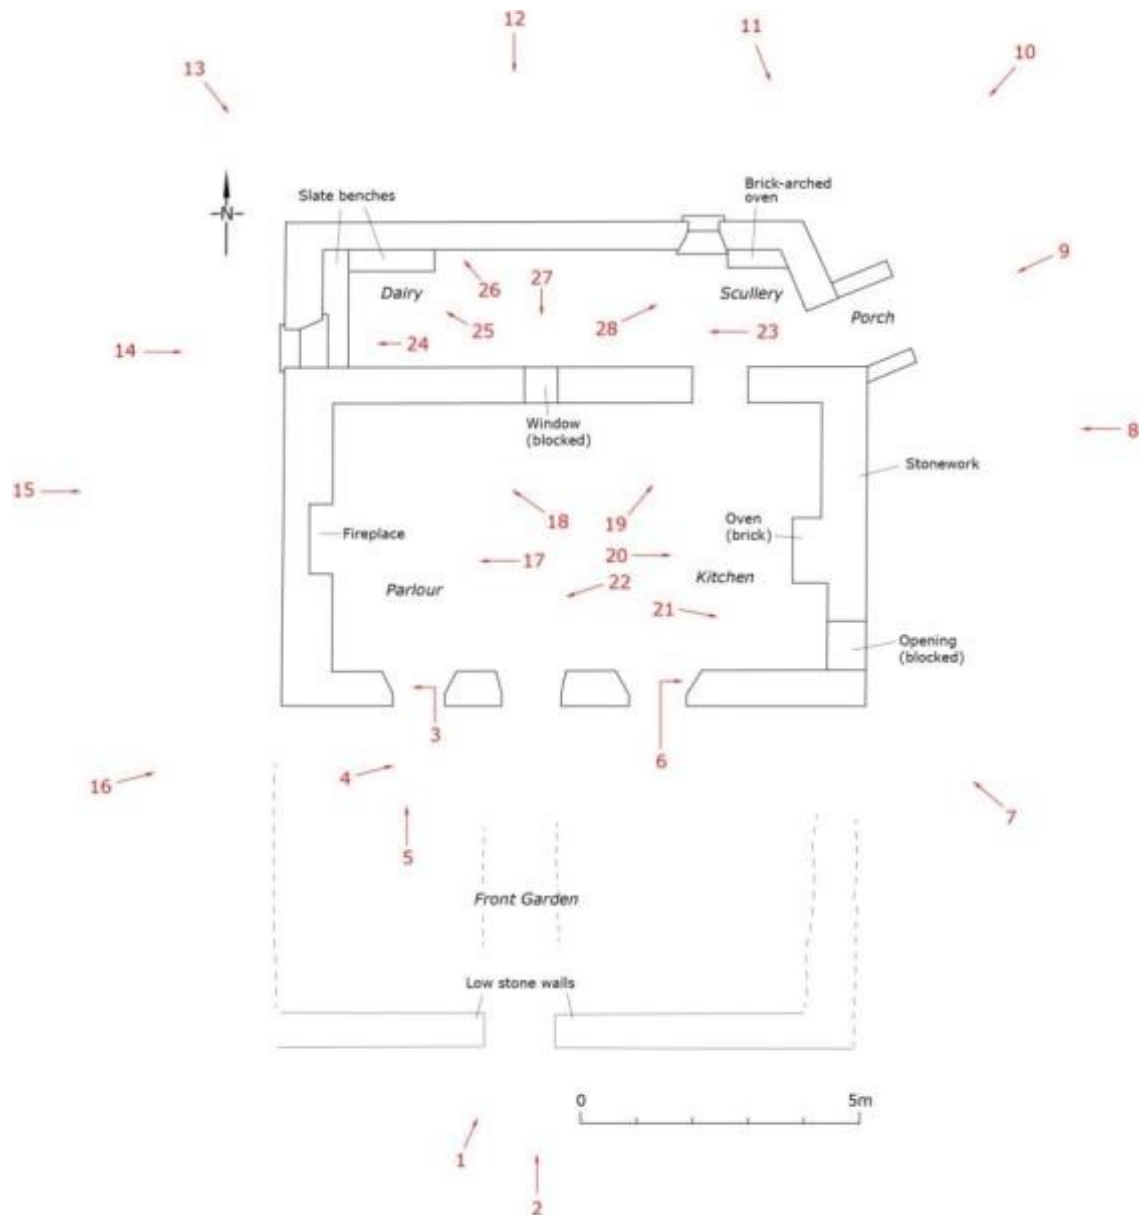 12
11
10
13
Brick-arched
oven
Slate benches
N
9
27
26
Dairy
Scullery
Porch
28
25
23
24
14
Window
(blocked)
8
Stonework
15
18
19
Oven
(brick)
Fireplace
20
17
Kitchen
22
Parlour
21
Opening
(blocked)
3
6
4
16
7
5
Front Garden
Low stone walls
0 5m
1
2